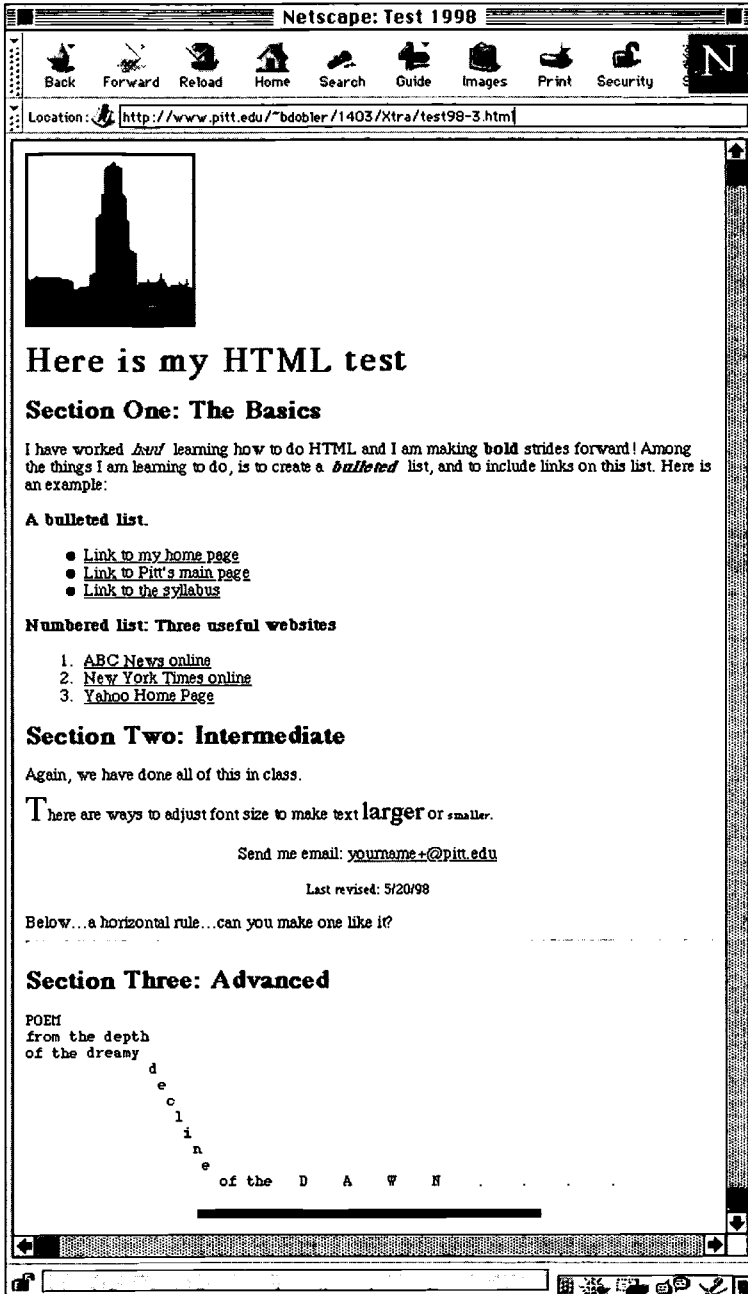 Netscape: Test 1998
Back Forward Reload Home Search Guide Images Print Security S N
Location: http://www.pitt.edu/~bdobler/1403/Xtra/test98-3.html
Here is my HTML test
Section One: The Basics
I have worked hard learning how to do HTML and I am making bold strides forward! Among
the things I am learning to do, is to create a bulleted list, and to include links on this list. Here is
an example:
A bulleted list.
● Link to my home page
● Link to Pitt's main page
● Link to the syllabus
Numbered list: Three useful websites
1. ABC News online
2. New York Times online
3. Yahoo Home Page
Section Two: Intermediate
Again, we have done all of this in class.
There are ways to adjust font size to make text larger or smaller.
Send me email: yourname+@pitt.edu
Last revised: 5/20/98
Below...a horizontal rule...can you make one like it?
Section Three: Advanced
POEM
from the depth
of the dreamy
d
e
c
l
i
n
e
of the D A W N . . . .